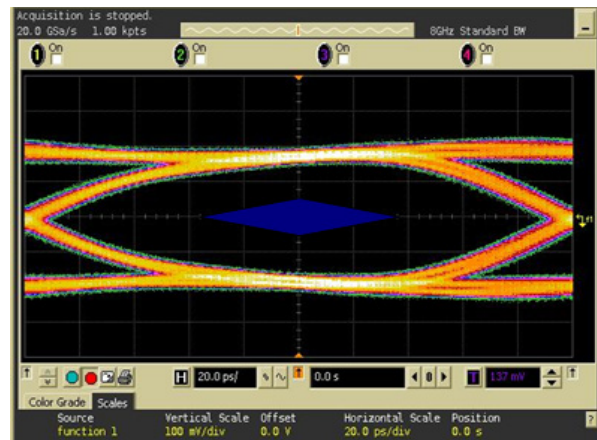 Acquisition is stopped.
20.0 GSa/s 1.00 kpts
8GHz Standard BW
1 On 2 On 3 On 4 On
H 20.0 ps/ 0.0 s 0 T 137 mV
Color Grade Scales
Source Vertical Scale Offset Horizontal Scale Position
function 1 100 mV/div 0.0 V 20.0 ps/div 0.0 s
?